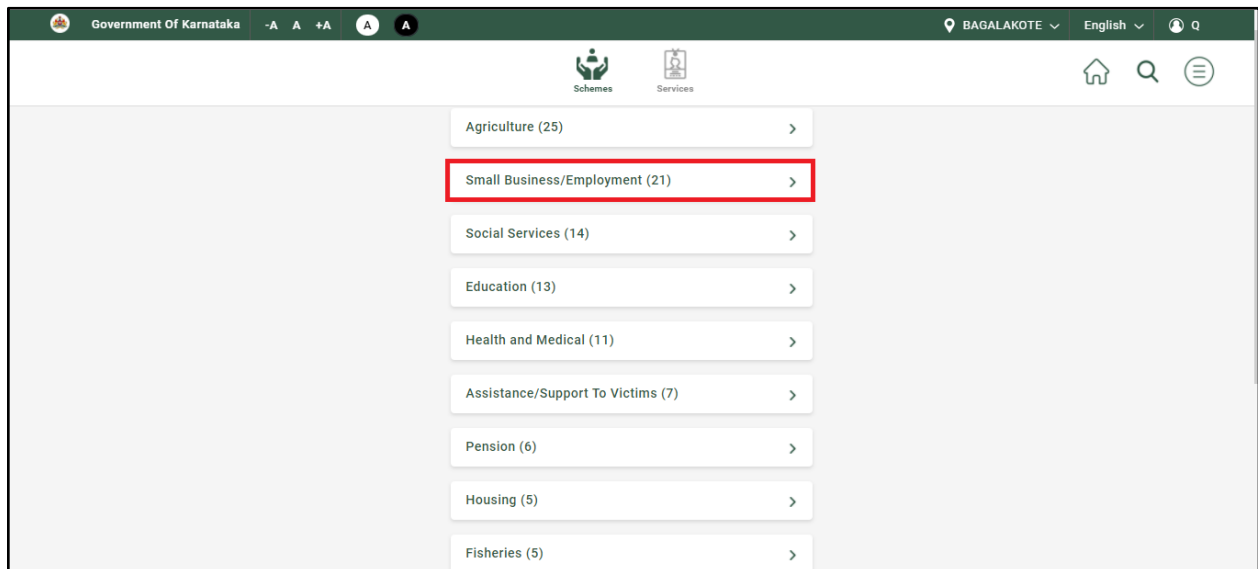 Government Of Karnataka -A A +A A A BAGALAKOTE English Q
Schemes Services
Agriculture (25)
Small Business/Employment (21)
Social Services (14)
Education (13)
Health and Medical (11)
Assistance/Support To Victims (7)
Pension (6)
Housing (5)
Fisheries (5)